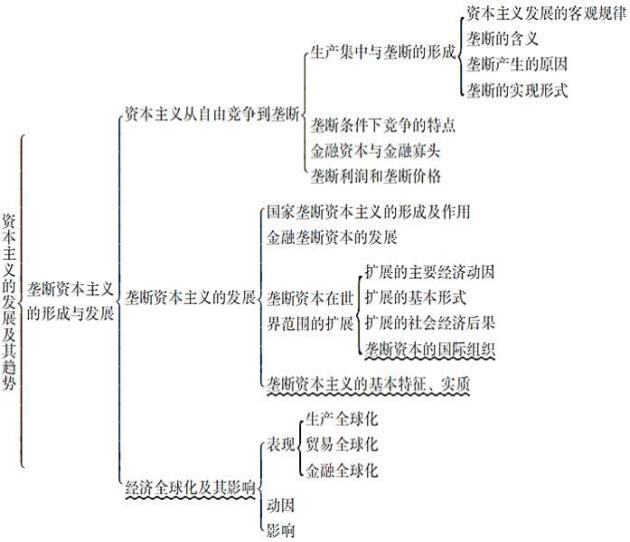 资本主义的发展及其趋势
垄断资本主义
的形成与发展
资本主义从自由竞争到垄断
生产集中与垄断的形成
资本主义发展的客观规律
垄断的含义
垄断产生的原因
垄断的实现形式
垄断条件下竞争的特点
金融资本与金融寡头
垄断利润和垄断价格
垄断资本主义的发展
国家垄断资本主义的形成及作用
金融垄断资本的发展
垄断资本在世
界范围的扩展
扩展的主要经济动因
扩展的基本形式
扩展的社会经济后果
垄断资本的国际组织
垄断资本主义的基本特征、实质
经济全球化及其影响
表现
生产全球化
贸易全球化
金融全球化
动因
影响